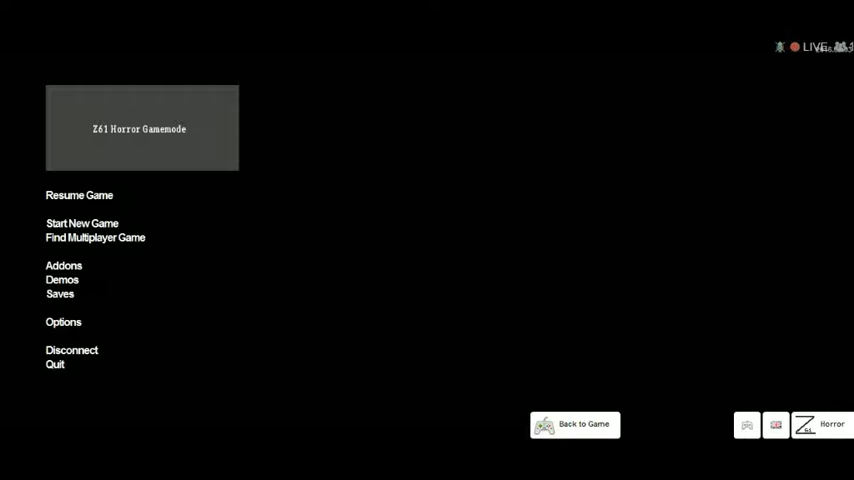 LIVE
Z61 Horror Gamemode
Resume Game
Start New Game
Find Multiplayer Game
Addons
Demos
Saves
Options
Disconnect
Quit
Back to Game
Horror